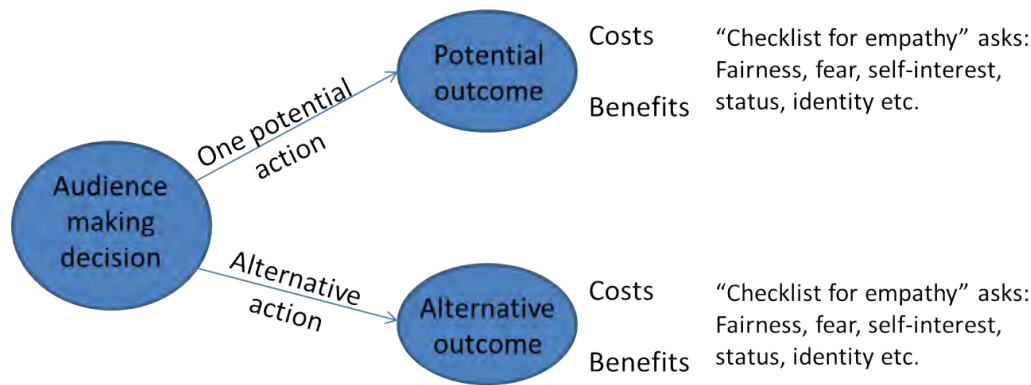 Potential
outcome
Costs
Benefits
“Checklist for empathy” asks:
Fairness, fear, self-interest,
status, identity etc.
One potential
action
Audience
making
decision
Alternative
action
Alternative
outcome
Costs
Benefits
“Checklist for empathy” asks:
Fairness, fear, self-interest,
status, identity etc.